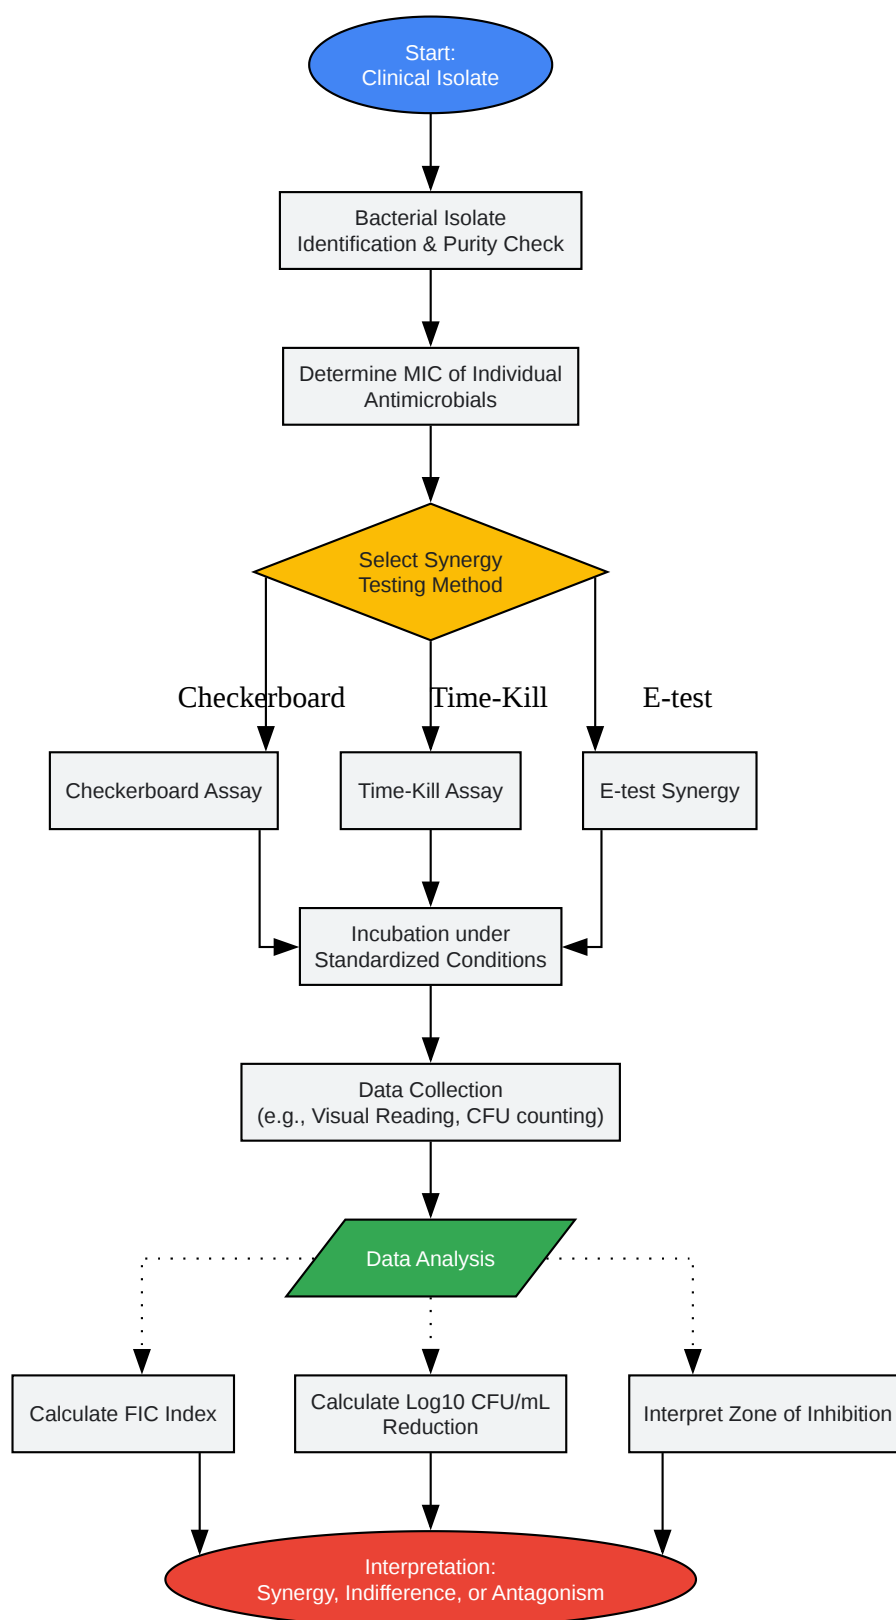 Start:
Clinical Isolate
Bacterial Isolate
Identification & Purity Check
Determine MIC of Individual
Antimicrobials
Select Synergy
Testing Method
Checkerboard
Time-Kill
E-test
Checkerboard Assay
Time-Kill Assay
E-test Synergy
Incubation under
Standardized Conditions
Data Collection
(e.g., Visual Reading, CFU counting)
Data Analysis
Calculate FIC Index
Calculate Log10 CFU/mL
Reduction
Interpret Zone of Inhibition
Interpretation:
Synergy, Indifference, or Antagonism